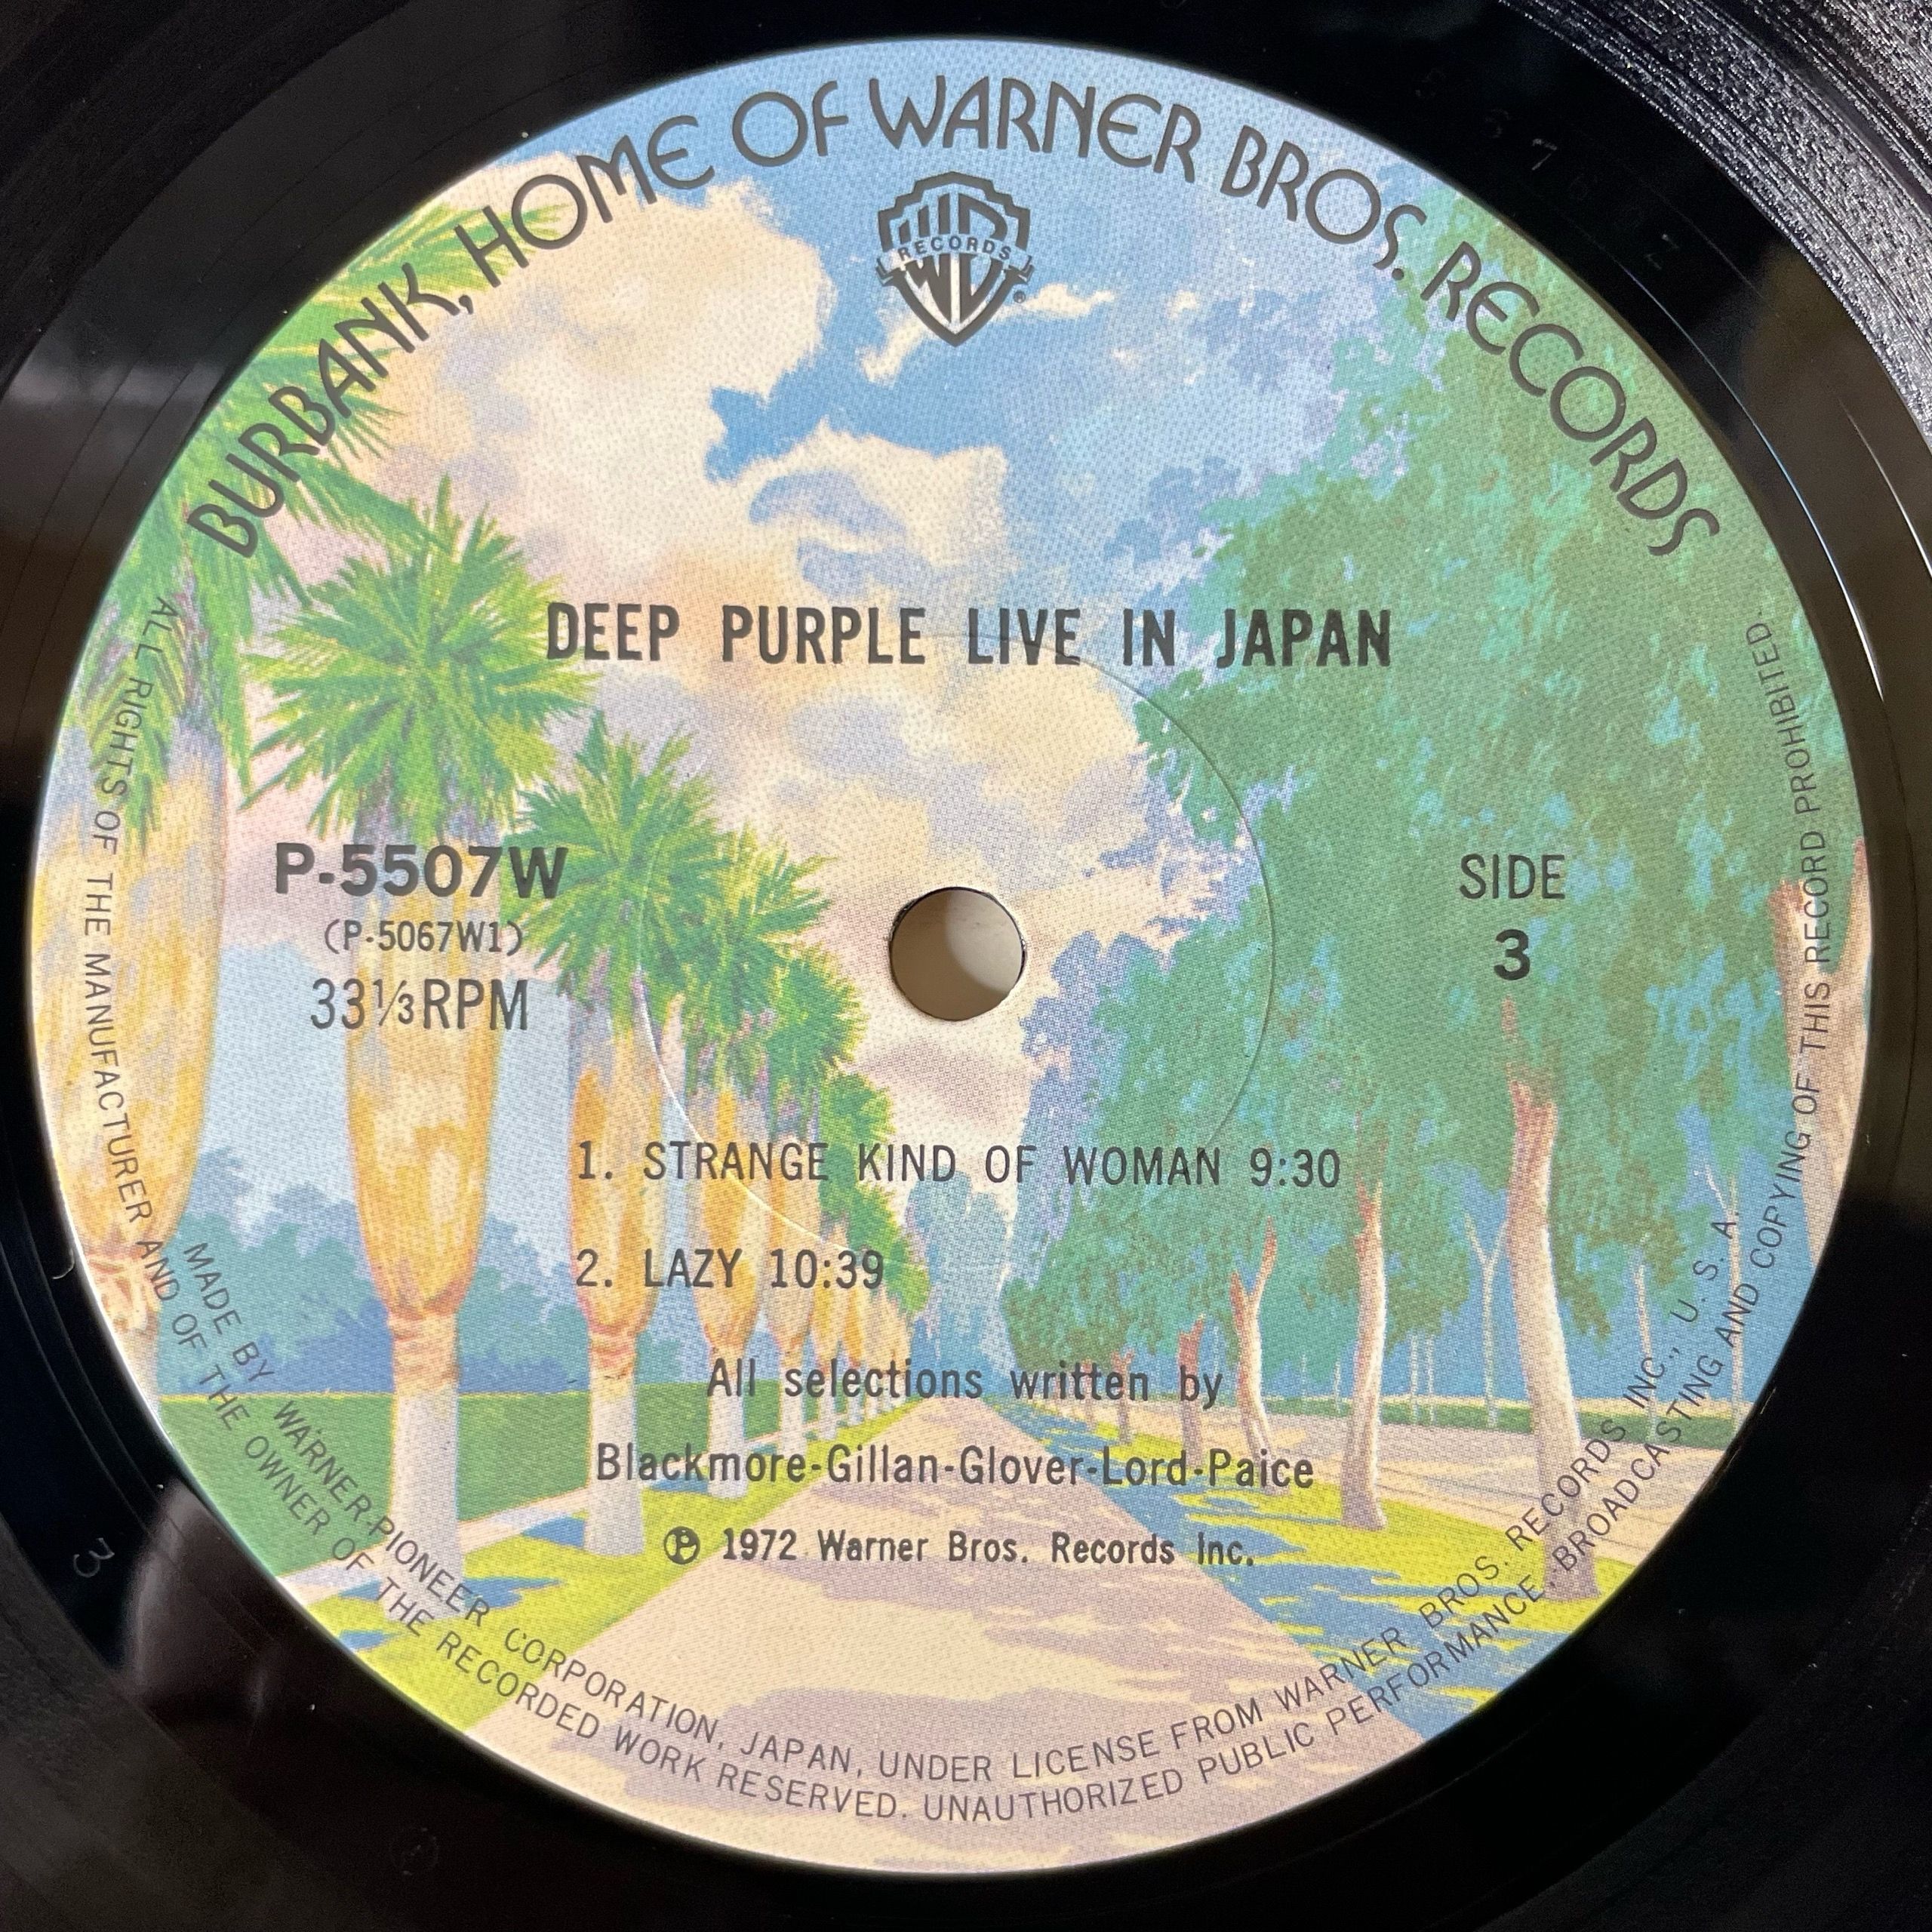 BURBANK, HOME OF WARNER BROS. RECORDS
RECORDS
®
DEEP PURPLE LIVE IN JAPAN
P-5507W
(P-5067W1)
33⅓RPM
SIDE
3
1. STRANGE KIND OF WOMAN 9:30
2. LAZY 10:39
All selections written by
Blackmore-Gillan-Glover-Lord-Paice
℗ 1972 Warner Bros. Records Inc.
MADE BY WARNER-PIONEER CORPORATION, JAPAN, UNDER LICENSE FROM WARNER BROS. RECORDS INC., U. S. A.
ALL RIGHTS OF THE MANUFACTURER AND OF THE OWNER OF THE RECORDED WORK RESERVED. UNAUTHORIZED PUBLIC PERFORMANCE, BROADCASTING AND COPYING OF THIS RECORD PROHIBITED.
3